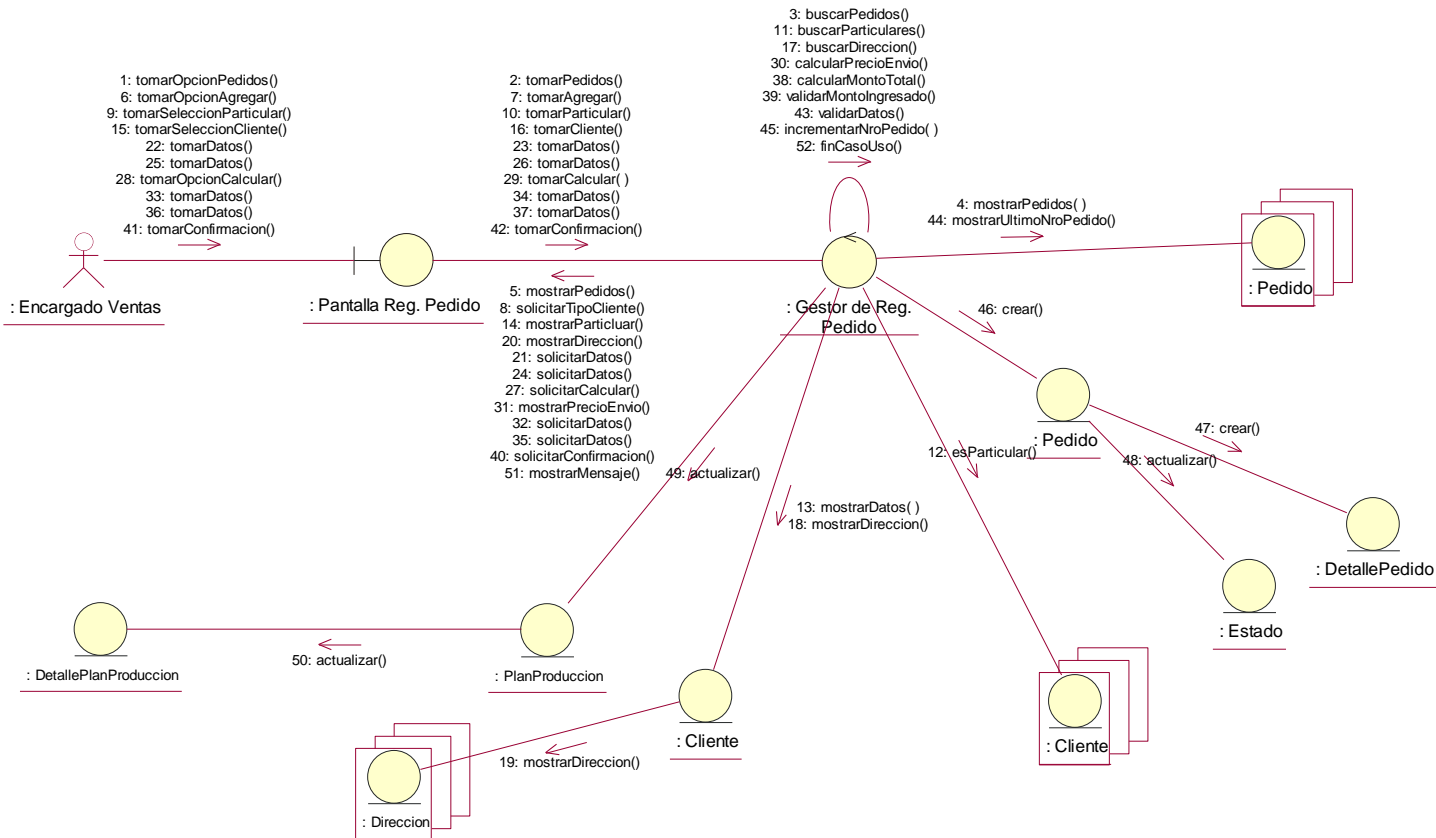 3: buscarPedidos()
11: buscarParticulares()
17: buscarDireccion()
30: calcularPrecioEnvio()
38: calcularMontoTotal()
39: validarMontoIngresado()
43: validarDatos()
45: incrementarNroPedido( )
52: finCasoUso()
1: tomarOpcionPedidos()
6: tomarOpcionAgregar()
9: tomarSeleccionParticular()
15: tomarSeleccionCliente()
22: tomarDatos()
25: tomarDatos()
28: tomarOpcionCalcular()
33: tomarDatos()
36: tomarDatos()
41: tomarConfirmacion()
2: tomarPedidos()
7: tomarAgregar()
10: tomarParticular()
16: tomarCliente()
23: tomarDatos()
26: tomarDatos()
29: tomarCalcular( )
34: tomarDatos()
37: tomarDatos()
42: tomarConfirmacion()
4: mostrarPedidos( )
44: mostrarUltimoNroPedido()
: Encargado Ventas
: Pantalla Reg. Pedido
: Gestor de Reg.
Pedido
: Pedido
5: mostrarPedidos()
8: solicitarTipoCliente()
14: mostrarParticluar()
20: mostrarDireccion()
21: solicitarDatos()
24: solicitarDatos()
27: solicitarCalcular()
31: mostrarPrecioEnvio()
32: solicitarDatos()
35: solicitarDatos()
40: solicitarConfirmacion()
51: mostrarMensaje()
46: crear()
: Pedido
47: crear()
48: actualizar()
12: esParticular()
49: actualizar()
13: mostrarDatos( )
18: mostrarDireccion()
: DetallePedido
: Estado
50: actualizar()
: DetallePlanProduccion
: PlanProduccion
: Cliente
: Cliente
19: mostrarDireccion()
: Direccion